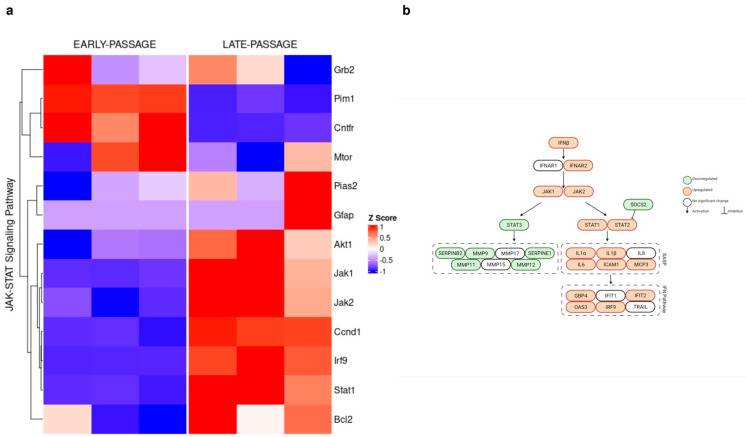 a
EARLY-PASSAGE LATE-PASSAGE
JAK-STAT Signaling Pathway
Grb2
Pim1
Cntfr
Mtor
Pias2
Gfap
Akt1
Jak1
Jak2
Ccnd1
Irf9
Stat1
Bcl2
Z Score
1
0.5
0
-0.5
-1
b
IFNβ
IFNAR1 IFNAR2
JAK1 JAK2
SOCS2
STAT3 STAT1 STAT2
SERPINB2 MMP9 MMP17 SERPINE1
MMP11 MMP15 MMP12
IL1α IL1β IL8
IL6 ICAM1 MCP3
SASP
GBP4 IFIT1 IFIT2
OAS3 IRF9 TRAIL
IFN Pathway
Downregulated
Upregulated
No significant change
Activation Inhibition